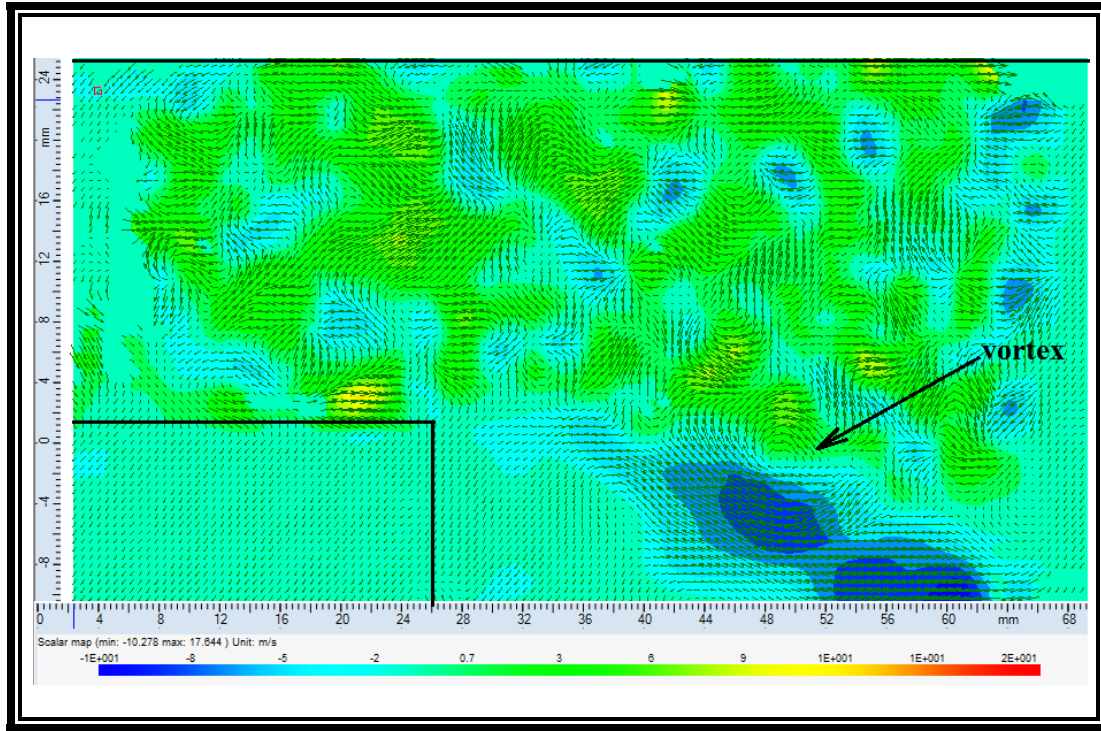 24
mm
16
12
8
4
0
-4
-8
vortex
0 4 8 12 16 20 24 28 32 36 40 44 48 52 56 60 mm 68
Scalar map (min: -10.278 max: 17.644 ) Unit: m/s
-1E+001 -8 -5 -2 0.7 3 6 9 1E+001 1E+001 2E+001